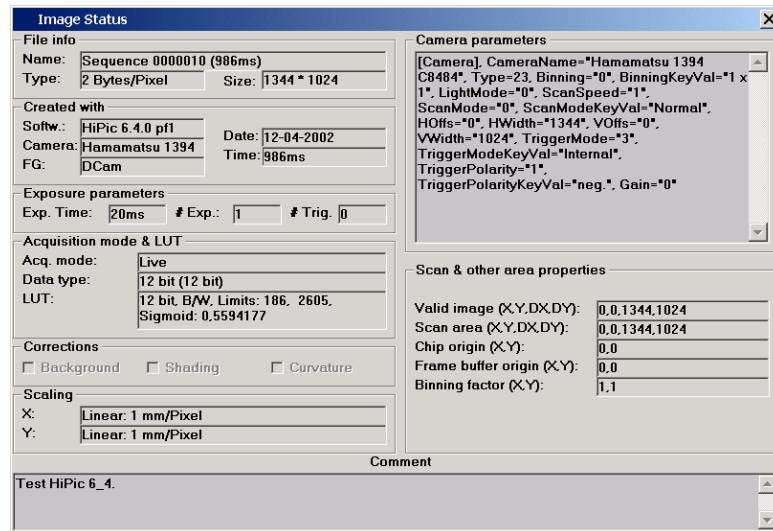 Image Status
File info
Name: Sequence 0000010 (986ms)
Type: 2 Bytes/Pixel Size: 1344 * 1024
Created with
Softw.: HiPic 6.4.0 pf1
Camera: Hamamatsu 1394
FG: DCam
Date: 12-04-2002
Time: 986ms
Exposure parameters
Exp. Time: 20ms # Exp.: 1 # Trig. 0
Acquisition mode & LUT
Acq. mode: Live
Data type: 12 bit (12 bit)
LUT: 12 bit, B/W, Limits: 186, 2605,
Sigmoid: 0,5594177
Corrections
Background Shading Curvature
Scaling
X: Linear: 1 mm/Pixel
Y: Linear: 1 mm/Pixel
Camera parameters
[Camera], CameraName="Hamamatsu 1394
C8484", Type=23, Binning="0", BinningKeyVal="1 x
1", LightMode="0", ScanSpeed="1",
ScanMode="0", ScanModeKeyVal="Normal",
HOffs="0", HWidth="1344", VOffs="0",
VWidth="1024", TriggerMode="3",
TriggerModeKeyVal="Internal",
TriggerPolarity="1",
TriggerPolarityKeyVal="neg.", Gain="0"
Scan & other area properties
Valid image (X,Y,DX,DY): 0,0,1344,1024
Scan area (X,Y,DX,DY): 0,0,1344,1024
Chip origin (X,Y): 0,0
Frame buffer origin (X,Y): 0,0
Binning factor (X,Y): 1,1
Comment
Test HiPic 6_4.